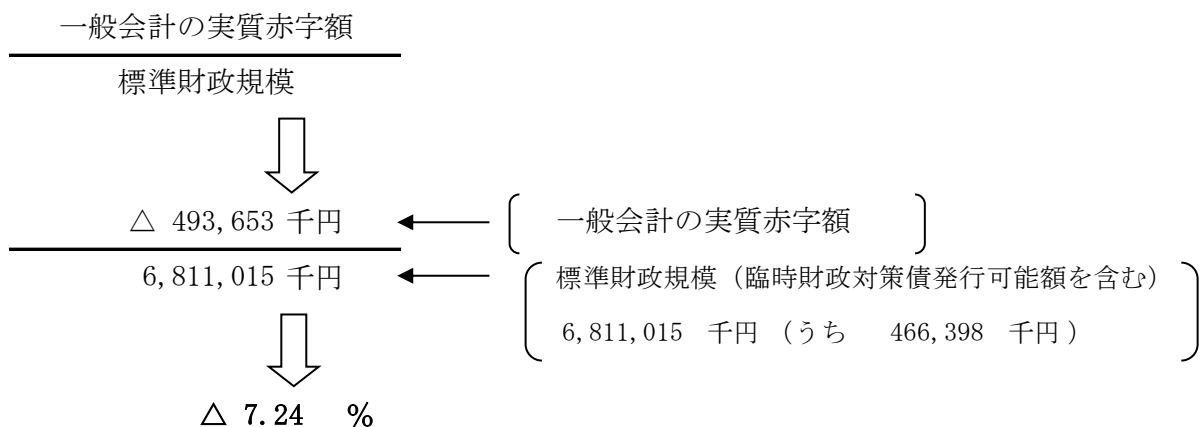 一般会計の実質赤字額
標準財政規模
△ 493,653 千円
一般会計の実質赤字額
6,811,015 千円
標準財政規模（臨時財政対策債発行可能額を含む）
6,811,015 千円 （うち 466,398 千円）
△ 7.24 %